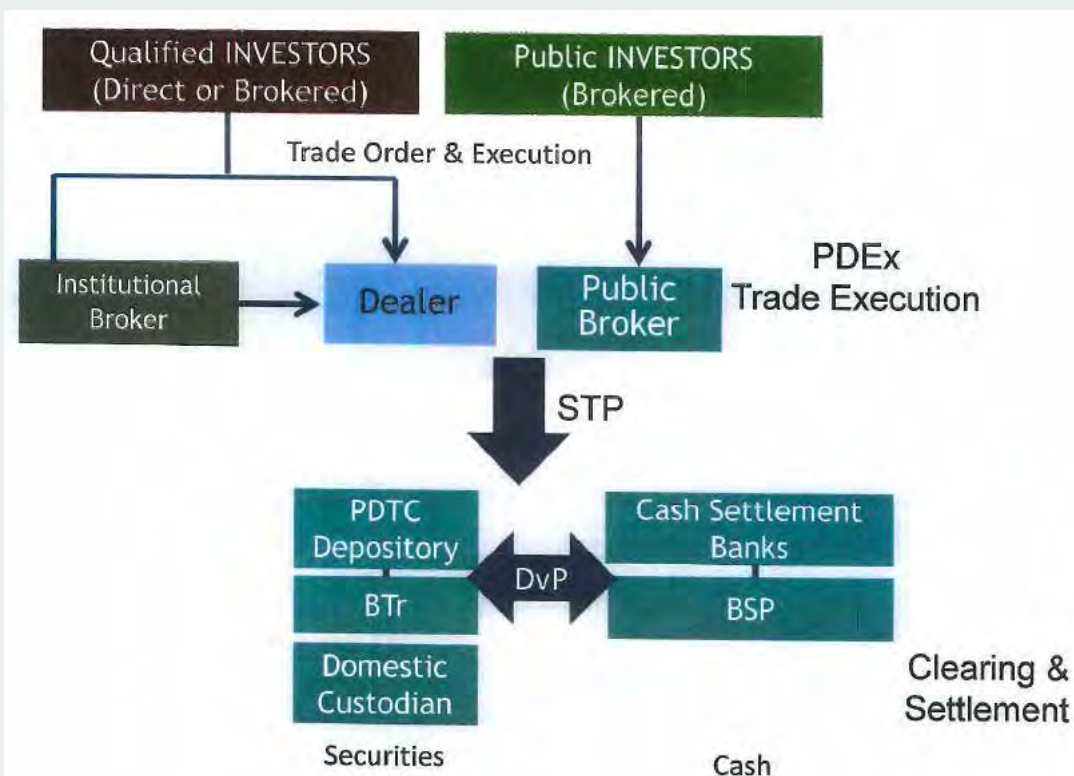 Qualified INVESTORS
(Direct or Brokered)
Public INVESTORS
(Brokered)
Trade Order & Execution
Institutional
Broker
Dealer
Public
Broker
PDEx
Trade Execution
STP
PDTC
Depository
BTr
Domestic
Custodian
DvP
Cash Settlement
Banks
BSP
Clearing &
Settlement
Securities
Cash